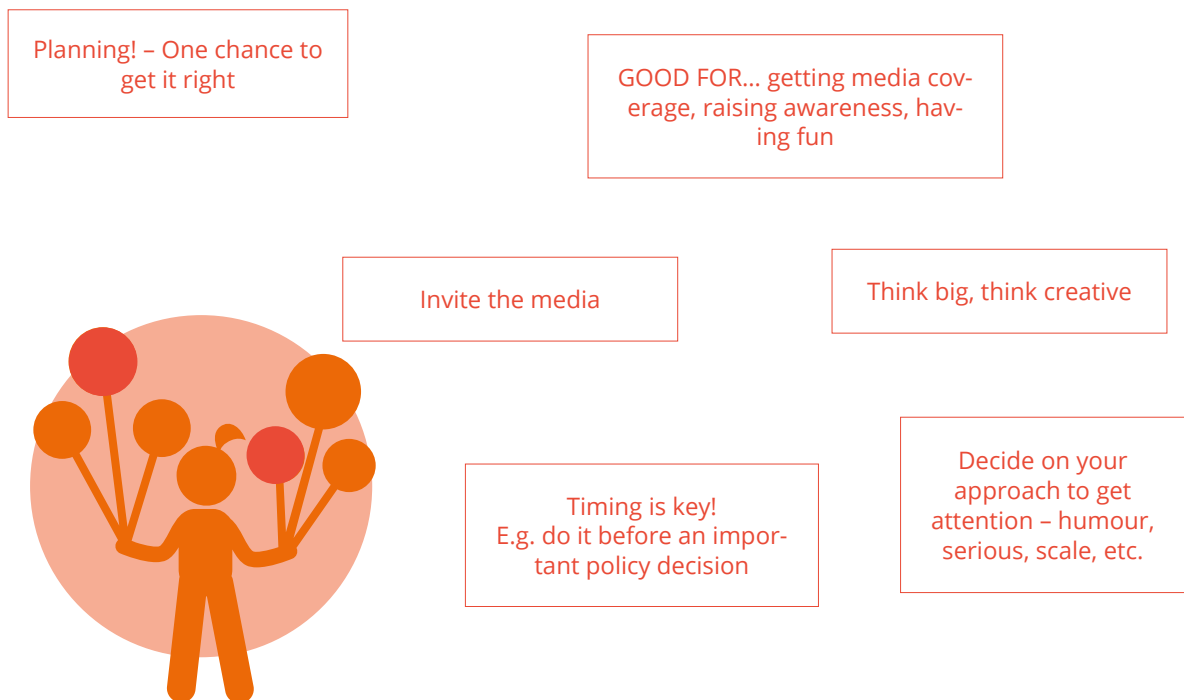 Planning! – One chance to
get it right
GOOD FOR... getting media cov-
erage, raising awareness, hav-
ing fun
Invite the media
Think big, think creative
Timing is key!
E.g. do it before an impor-
tant policy decision
Decide on your
approach to get
attention – humour,
serious, scale, etc.